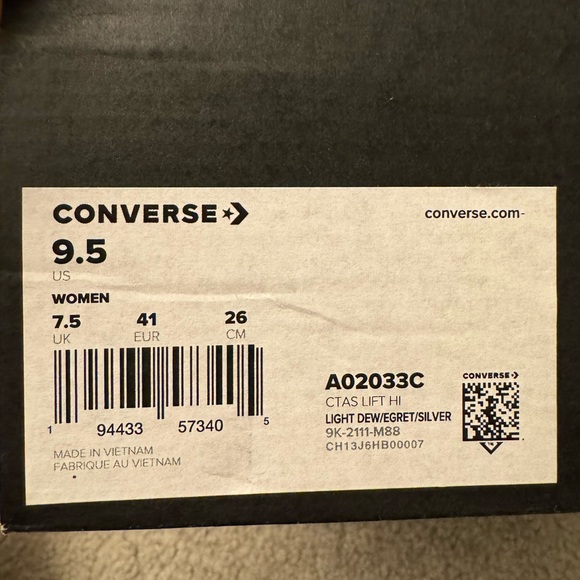 CONVERSE
converse.com-
9.5
US
WOMEN
7.5 41 26
UK EUR CM
1 94433 57340 5
MADE IN VIETNAM
FABRIQUE AU VIETNAM
A02033C
CTAS LIFT HI
LIGHT DEW/EGRET/SILVER
9K-2111-M88
CH13J6HB00007
CONVERSE